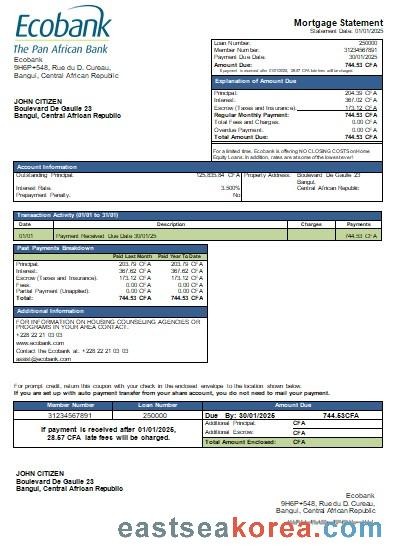 Ecobank
The Pan African Bank
Mortgage Statement
Statement Date: 01/01/2025
Ecobank
9H6P+548, Rue du D. Cureau,
Bangui, Central African Republic
Loan Number: 250000
Member Number: 31234567891
Payment Due Date: 30/01/2025
Amount Due: 744.53 CFA
If payment is received after 01/01/2025, 28.57 CFA late fees will be charged.
Explanation of Amount Due
Principal: 204.39 CFA
Interest: 367.02 CFA
Escrow (Taxes and Insurance): 173.12 CFA
Regular Monthly Payment: 744.53 CFA
Total Fees and Charges: 0.00 CFA
Overdue Payment: 0.00 CFA
Total Amount Due: 744.53 CFA
JOHN CITIZEN
Boulevard De Gaulle 23
Bangui, Central African Republic
For a limited time, Ecobank is offering NO CLOSING COSTS on Home
Equity Loans. In addition, rates are at some of the lowest ever!
Account Information
Outstanding Principal: 125,835.84 CFA
Interest Rate: 3.500%
Prepayment Penalty: No
Property Address: Boulevard De Gaulle 23
Bangui,
Central African Republic
Transaction Activity (01/01 to 31/01)
Date Description Charges Payments
01/01 Payment Received Due Date 30/01/25 744.53 CFA
Past Payments Breakdown
Paid Last Month Paid Year To Date
Principal: 203.79 CFA 203.79 CFA
Interest: 367.62 CFA 367.62 CFA
Escrow (Taxes and Insurance): 173.12 CFA 173.12 CFA
Fees: 0.00 CFA 0.00 CFA
Partial Payment (Unapplied): 0.00 CFA 0.00 CFA
Total: 744.53 CFA 744.53 CFA
Additional Information
FOR INFORMATION ON HOUSING COUNSELING AGENCIES OR
PROGRAMS IN YOUR AREA CONTACT.
+228 22 21 03 03
www.ecobank.com
Contact the Ecobank at: +228 22 21 03 03
assist@ecobank.com
For prompt credit, return this coupon with your check in the enclosed envelope to the location shown below.
If you are set up with auto payment transfer from your share account, you do not need to mail your payment.
Member Number Loan Number Amount Due
31234567891 250000 Due By: 30/01/2025 744.53CFA
If payment is received after 01/01/2025,
28.57 CFA late fees will be charged.
Additional Principal: CFA
Additional Escrow: CFA
Total Amount Enclosed: CFA
JOHN CITIZEN
Boulevard De Gaulle 23
Bangui, Central African Republic
Ecobank
9H6P+548, Rue du D. Cureau,
Bangui, Central African Republic
eastseakorea.com